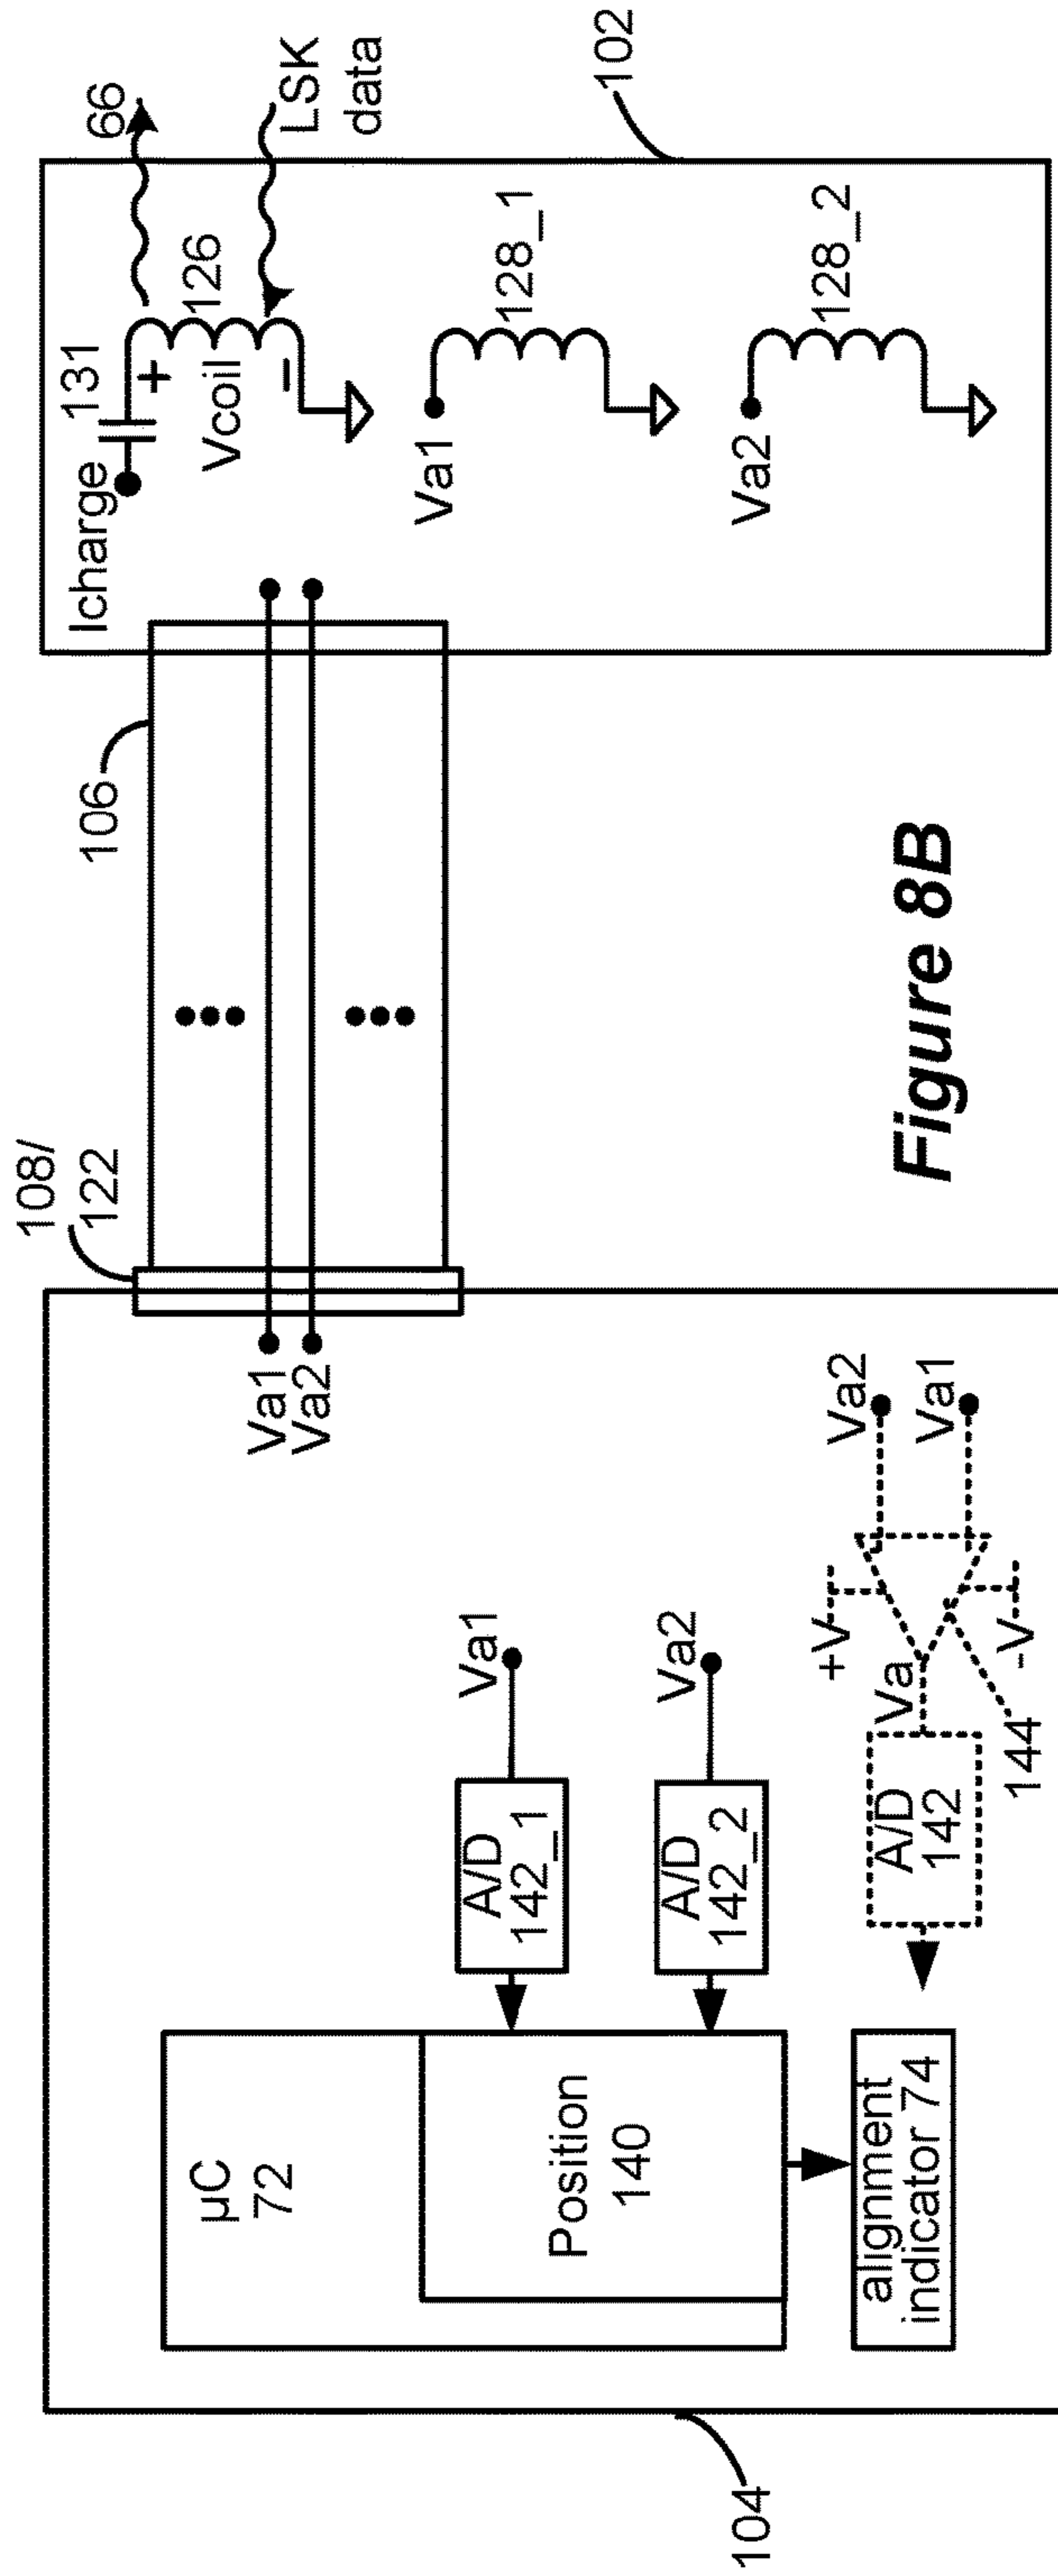 108/
122
106
Icharge
131
66
+
126
Vcoil
–
LSK
data
102
Va1
128_1
Va2
128_2
Va1
Va2
µC
72
Position
140
A/D
142_1
Va1
A/D
142_2
Va2
alignment
indicator 74
A/D
142
Va
+V
-V
144
Va2
Va1
104
Figure 8B